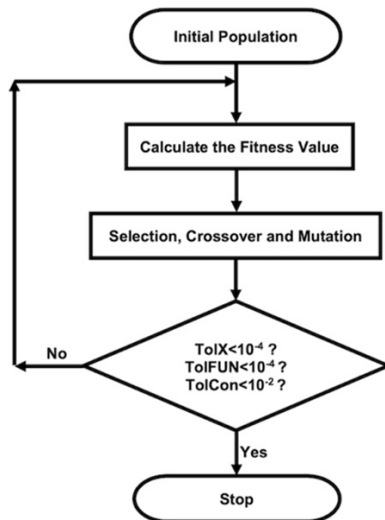 Initial Population
Calculate the Fitness Value
Selection, Crossover and Mutation
TolX<10⁻⁴ ?
TolFUN<10⁻⁴ ?
TolCon<10⁻² ?
No
Yes
Stop